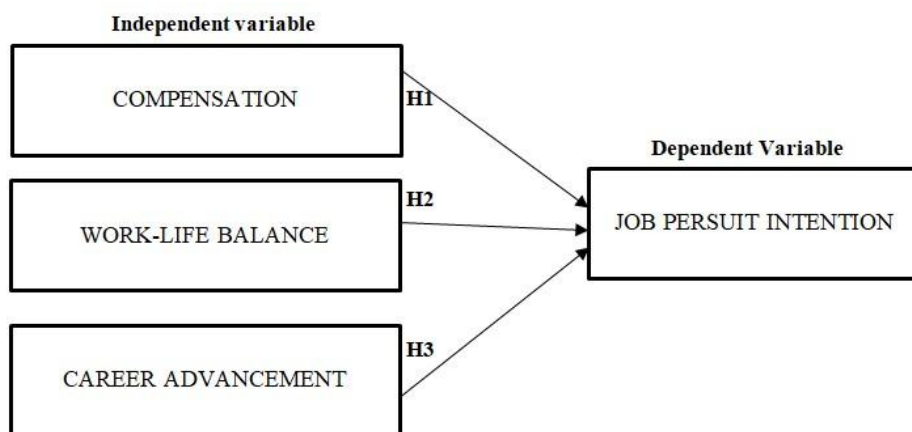 Independent variable
COMPENSATION
H1
Dependent Variable
H2
JOB PERSUIT INTENTION
WORK-LIFE BALANCE
H3
CAREER ADVANCEMENT